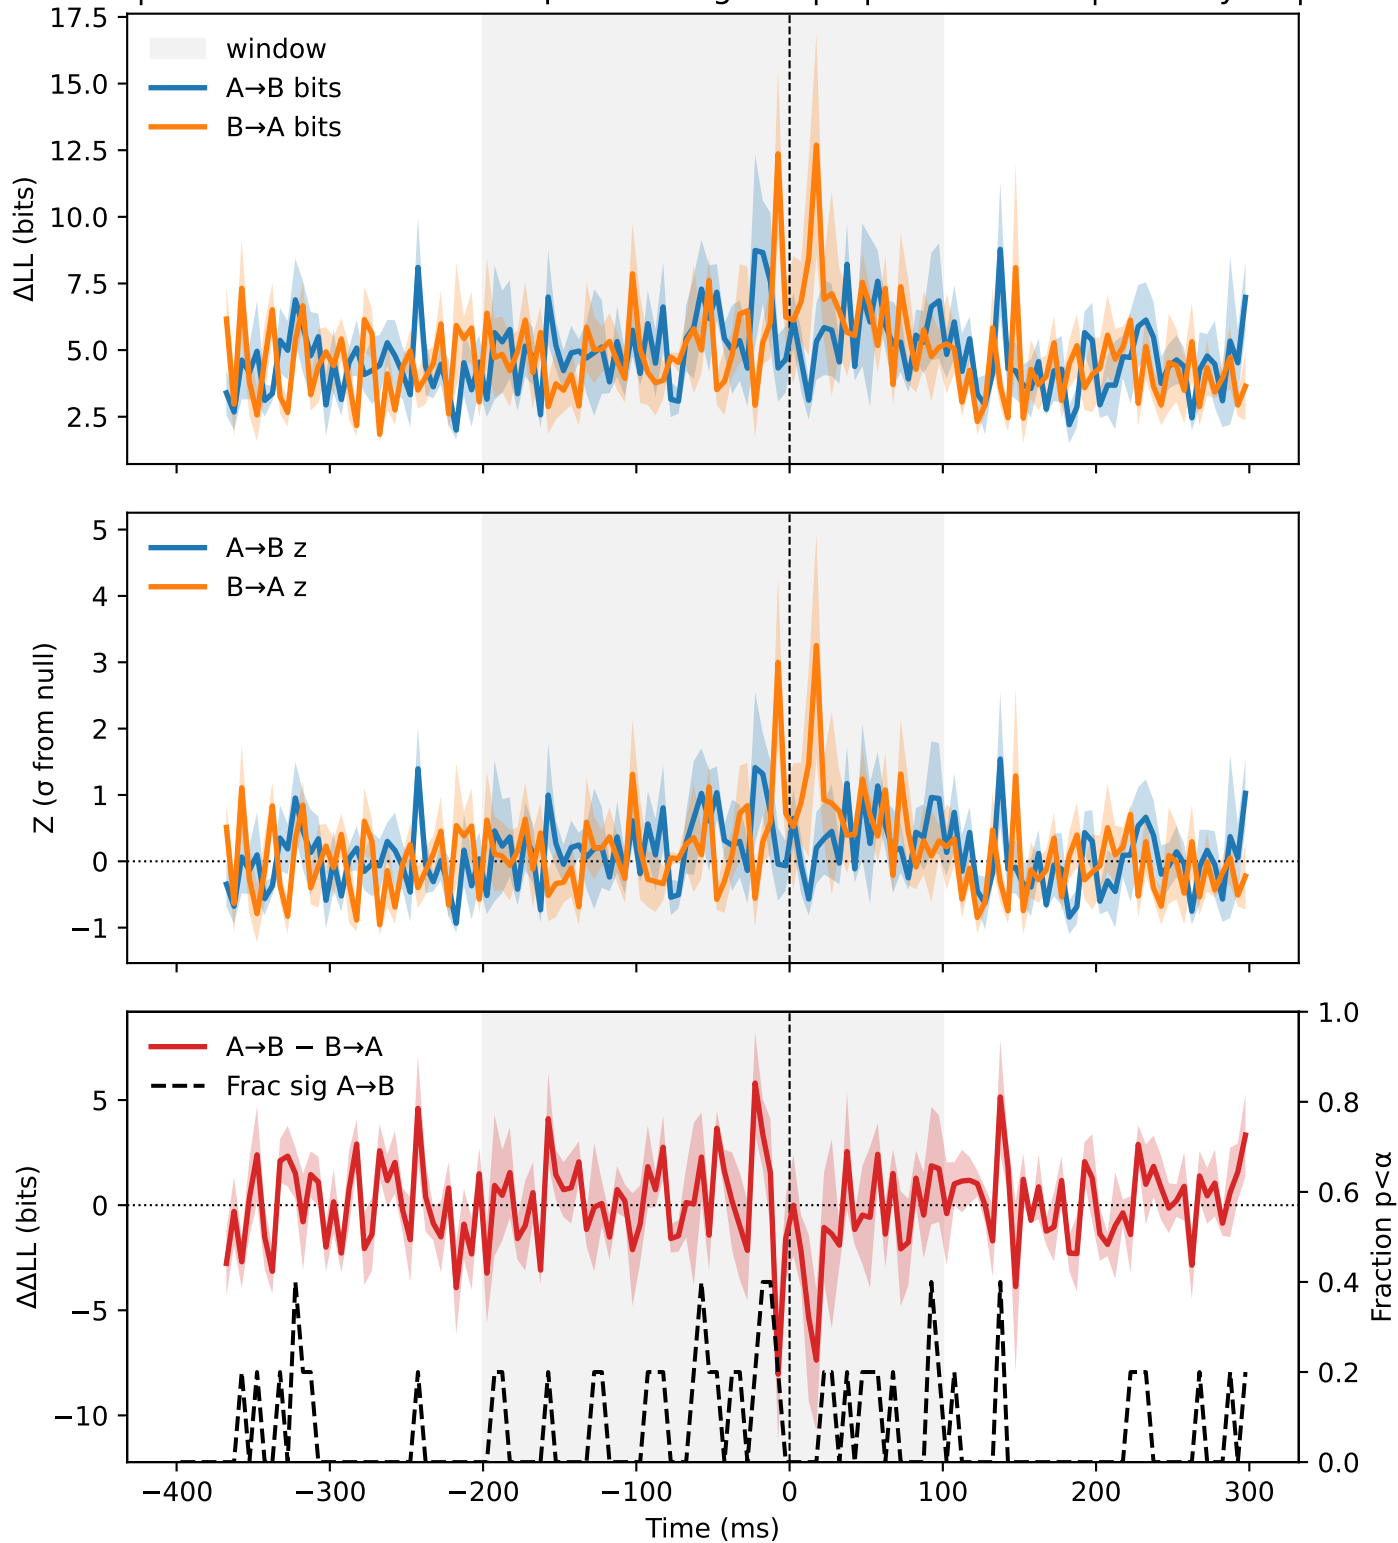 17.5
15.0
12.5
10.0
7.5
5.0
2.5
ΔLL (bits)
window
A→B bits
B→A bits
5
4
3
2
1
0
−1
Z (σ from null)
A→B z
B→A z
5
0
−5
−10
ΔΔLL (bits)
A→B − B→A
Frac sig A→B
1.0
0.8
0.6
0.4
0.2
0.0
Fraction p<α
−400 −300 −200 −100 0 100 200 300
Time (ms)